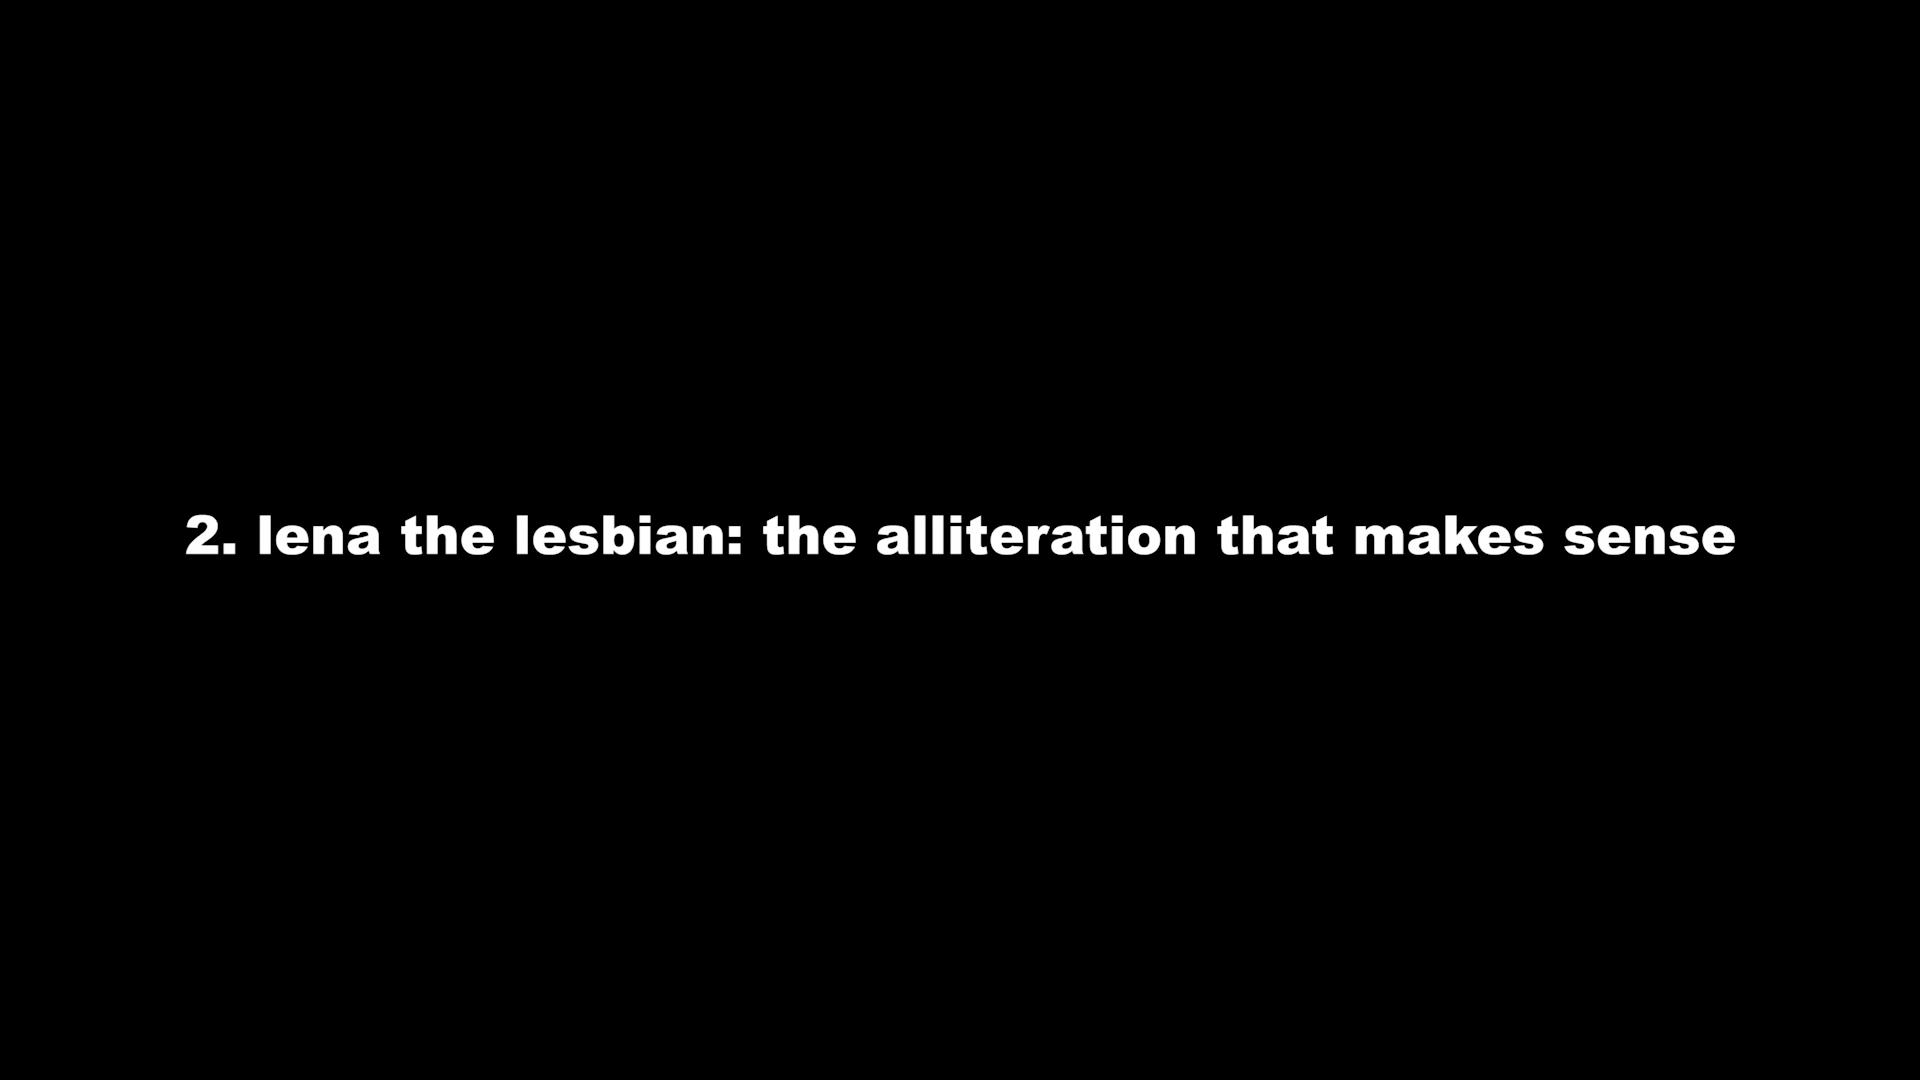 2. lena the lesbian: the alliteration that makes sense